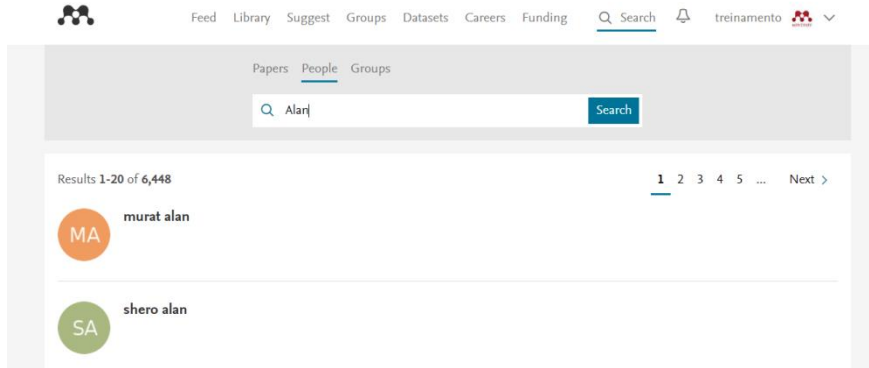 Feed Library Suggest Groups Datasets Careers Funding Search treinamento
Papers People Groups
Alan Search
Results 1-20 of 6,448 1 2 3 4 5 ... Next >
murat alan
MA
shero alan
SA